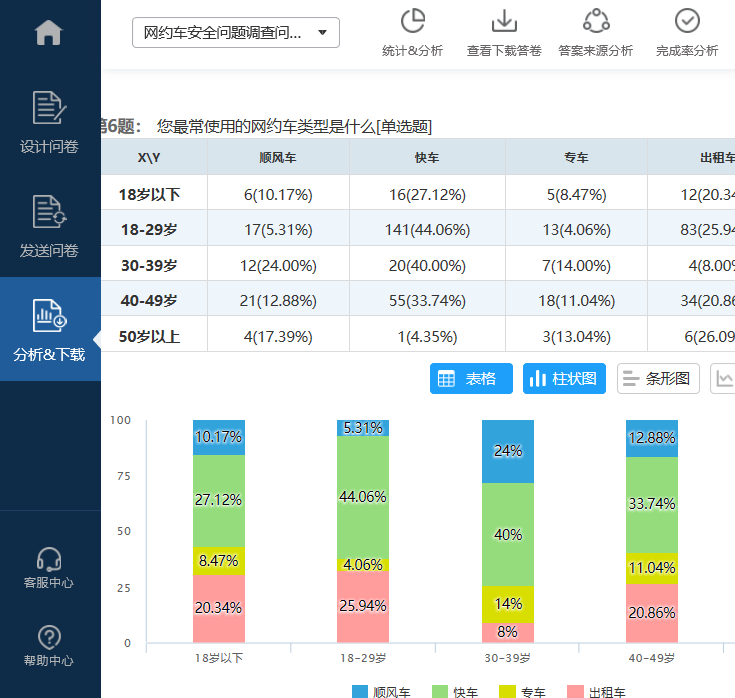 网约车安全问题调查问...
统计&分析
查看下载答卷
答案来源分析
完成率分析
设计问卷
发送问卷
分析&下载
客服中心
帮助中心
第6题： 您最常使用的网约车类型是什么[单选题]
X\Y 顺风车 快车 专车 出租车
18岁以下 6(10.17%) 16(27.12%) 5(8.47%) 12(20.34
18-29岁 17(5.31%) 141(44.06%) 13(4.06%) 83(25.94
30-39岁 12(24.00%) 20(40.00%) 7(14.00%) 4(8.00%
40-49岁 21(12.88%) 55(33.74%) 18(11.04%) 34(20.86
50岁以上 4(17.39%) 1(4.35%) 3(13.04%) 6(26.09
表格 柱状图 条形图
100
75
50
25
0
10.17% 5.31% 24% 12.88%
27.12% 44.06% 40% 33.74%
8.47% 4.06% 14% 11.04%
20.34% 25.94% 8% 20.86%
18岁以下 18-29岁 30-39岁 40-49岁
顺风车 快车 专车 出租车